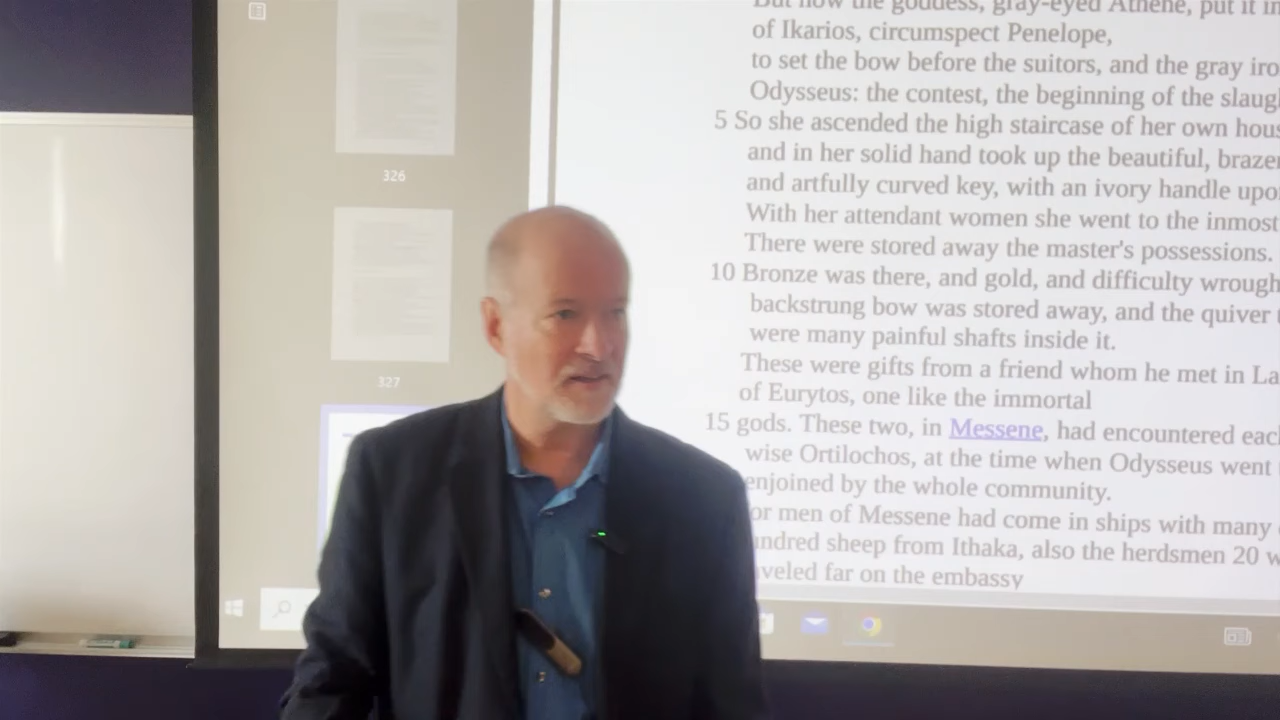 326
327
But now the goddess, gray-eyed Athene, put it in
of Ikarios, circumspect Penelope,
to set the bow before the suitors, and the gray iro
Odysseus: the contest, the beginning of the slaugh
5 So she ascended the high staircase of her own hous
and in her solid hand took up the beautiful, brazen
and artfully curved key, with an ivory handle upo
With her attendant women she went to the inmost
There were stored away the master's possessions.
10 Bronze was there, and gold, and difficulty wrough
backstrung bow was stored away, and the quiver
were many painful shafts inside it.
These were gifts from a friend whom he met in La
of Eurytos, one like the immortal
15 gods. These two, in Messene, had encountered eac
wise Ortilochos, at the time when Odysseus went
enjoined by the whole community.
or men of Messene had come in ships with many
undred sheep from Ithaka, also the herdsmen 20 w
aveled far on the embassy